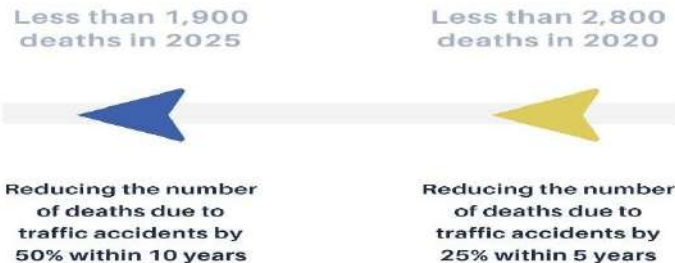 Less than 1,900
deaths in 2025
Reducing the number
of deaths due to
traffic accidents by
50% within 10 years
Less than 2,800
deaths in 2020
Reducing the number
of deaths due to
traffic accidents by
25% within 5 years